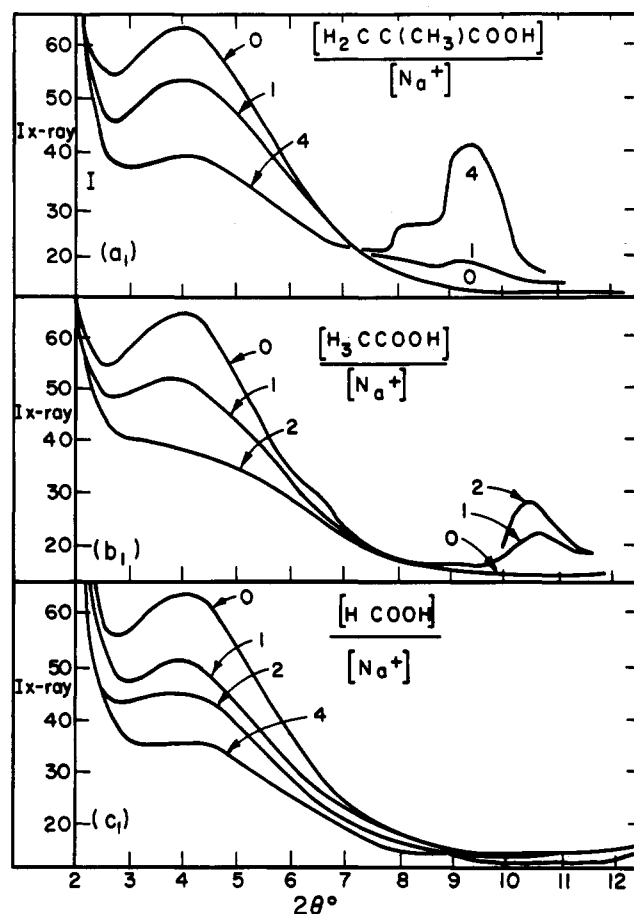 60
50
Ix-ray
40
I
30
20
(a₁)
0
1
4
[H₂CC(CH₃)COOH]
[Na⁺]
4
1
0
60
50
Ix-ray
40
30
20
(b₁)
0
1
2
[H₃CCOOH]
[Na⁺]
2
1
0
60
50
Ix-ray
40
30
20
(c₁)
0
1
2
4
[HCOOH]
[Na⁺]
2 3 4 5 6 7 8 9 10 11 12
2θ°